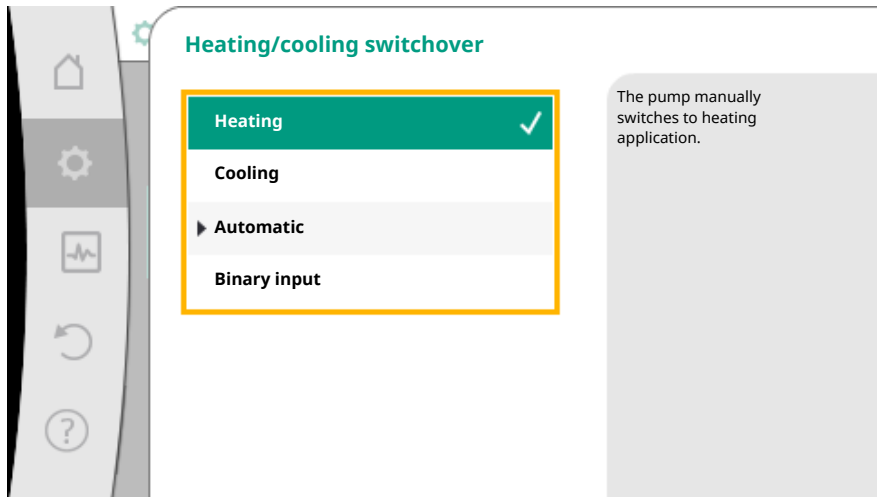 Heating/cooling switchover
Heating
Cooling
Automatic
Binary input
The pump manually
switches to heating
application.
?